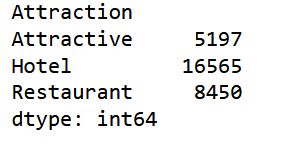 Attraction
Attractive     5197
Hotel         16565
Restaurant     8450
dtype: int64